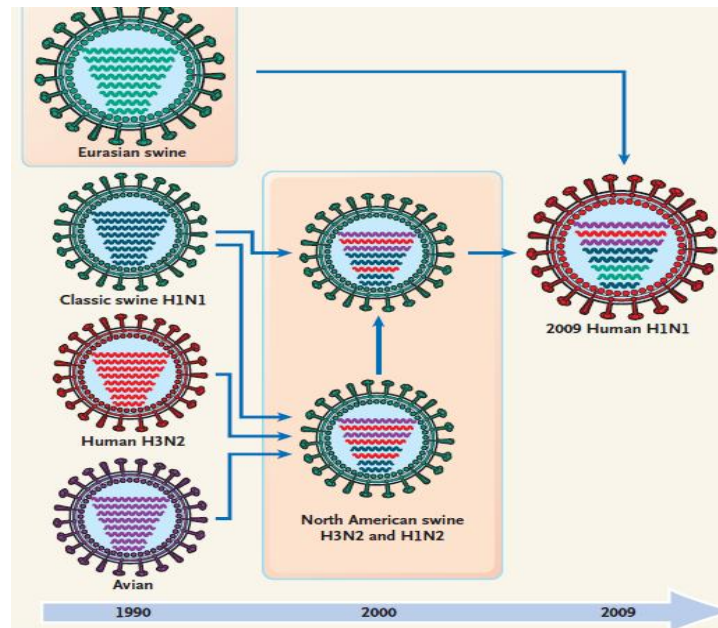 Eurasian swine
Classic swine H1N1
2009 Human H1N1
Human H3N2
North American swine
H3N2 and H1N2
Avian
1990
2000
2009